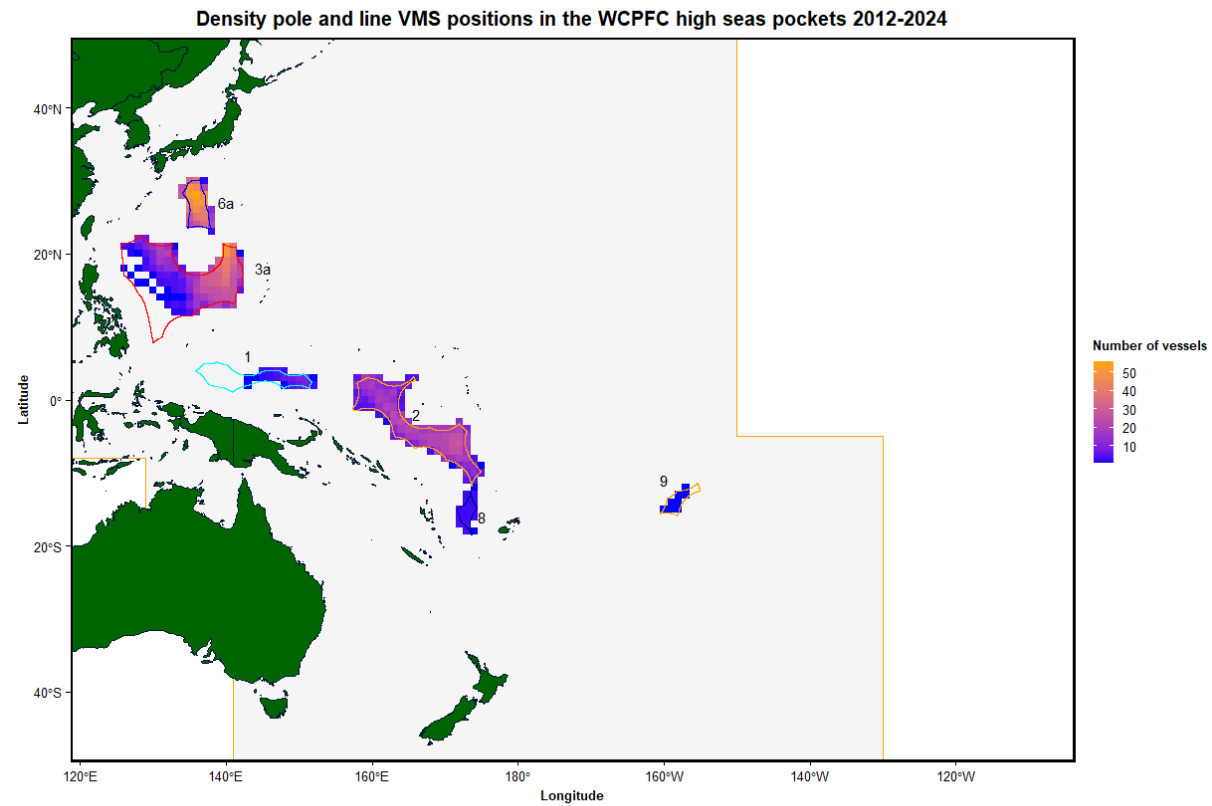 Density pole and line VMS positions in the WCPFC high seas pockets 2012-2024
40°N
20°N
0°
20°S
40°S
Latitude
6a
3a
1
2
8
9
120°E
140°E
160°E
180°
160°W
140°W
120°W
Longitude
Number of vessels
50
40
30
20
10